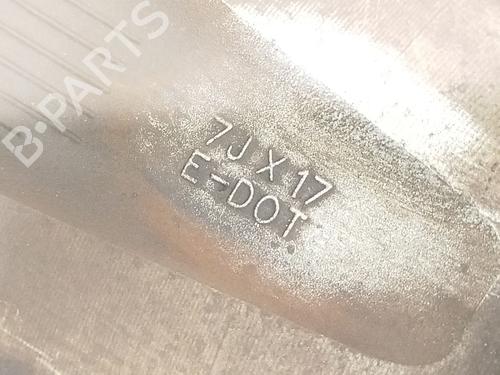 B-PARTS
7J X 17
E-DOT